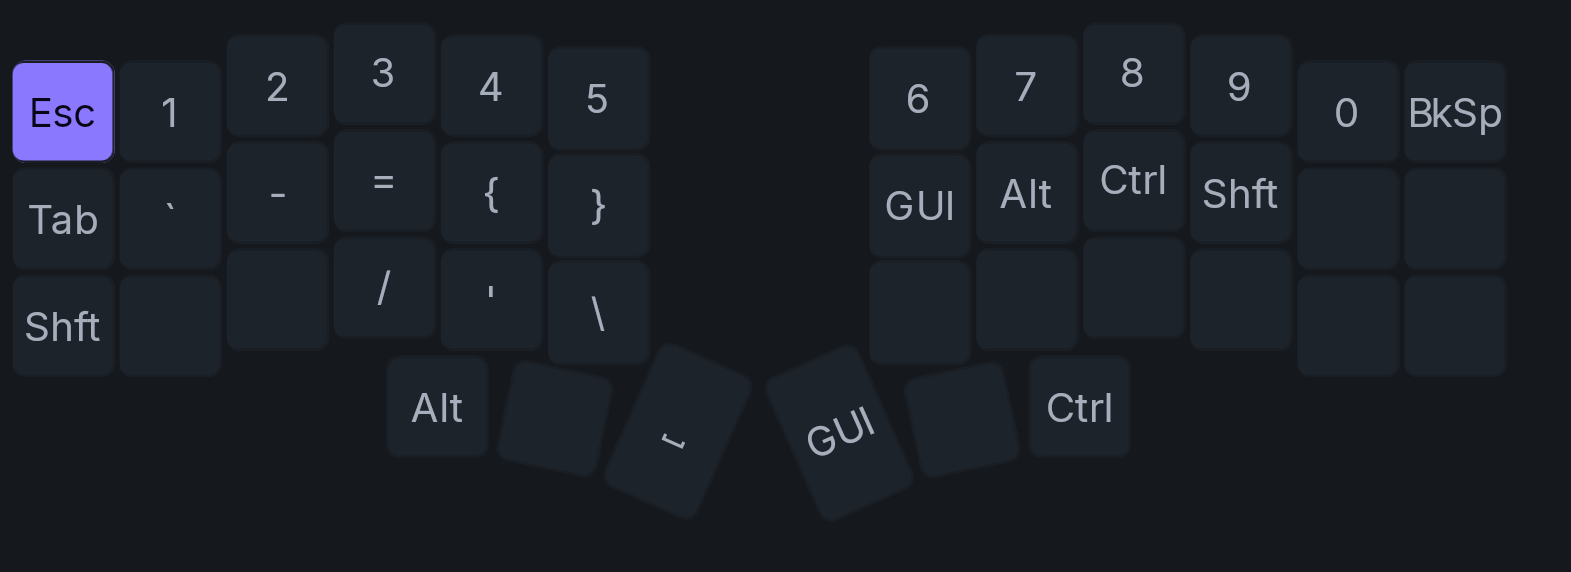 Esc 1 2 3 4 5 6 7 8 9 0 BkSp
Tab ` - = { } GUI Alt Ctrl Shft
Shft / ' \
Alt ⎵ GUI Ctrl